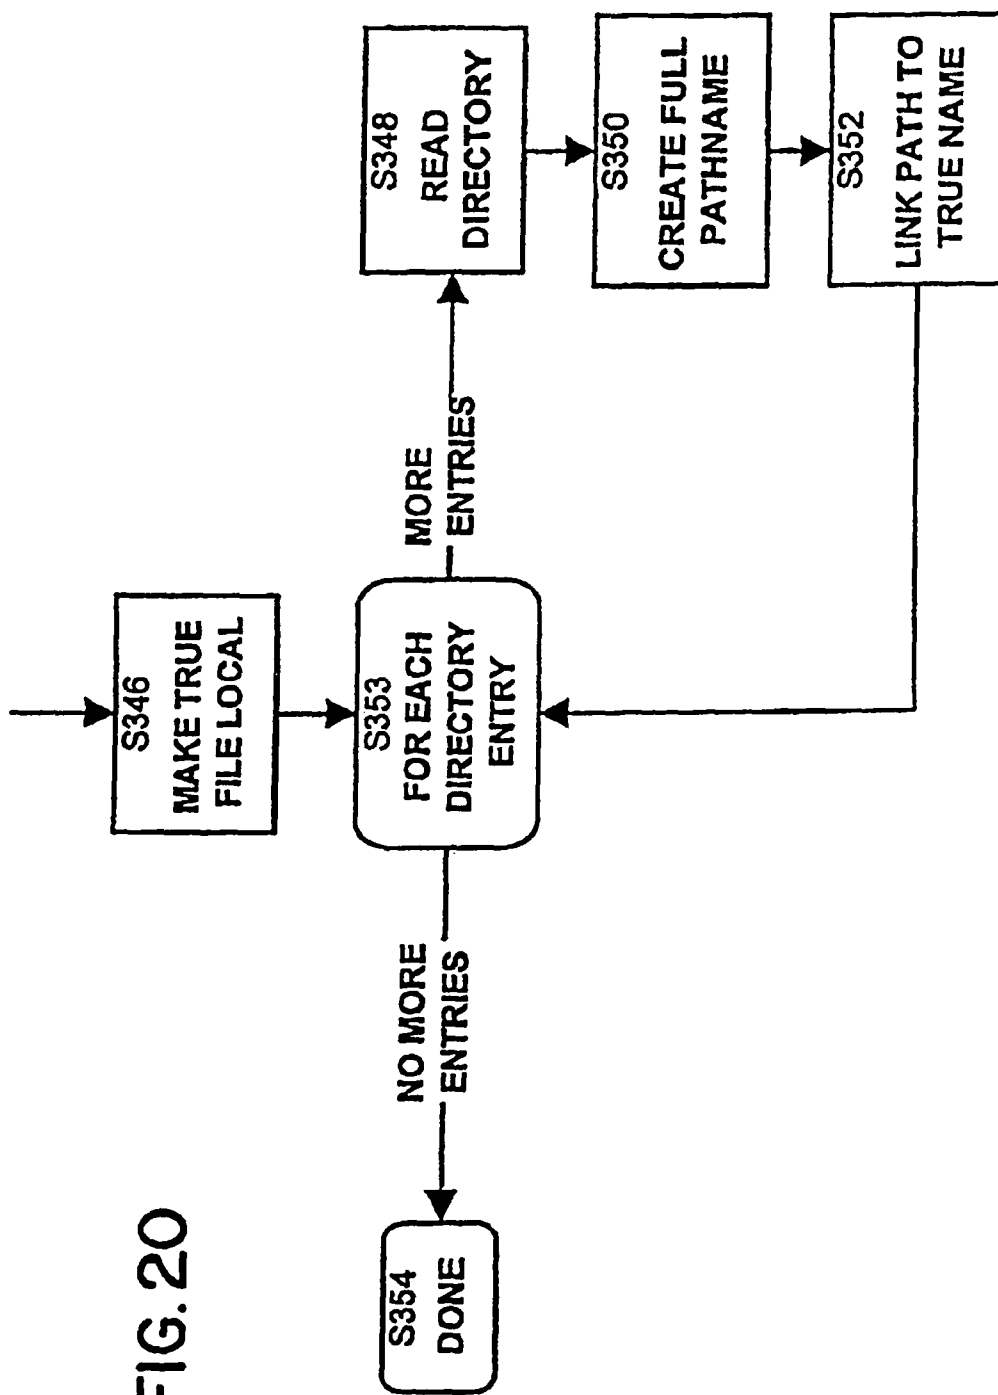 FIG. 20
S346
MAKE TRUE
FILE LOCAL
S353
FOR EACH
DIRECTORY
ENTRY
NO MORE
ENTRIES
S354
DONE
MORE
ENTRIES
S348
READ
DIRECTORY
S350
CREATE FULL
PATHNAME
S352
LINK PATH TO
TRUE NAME